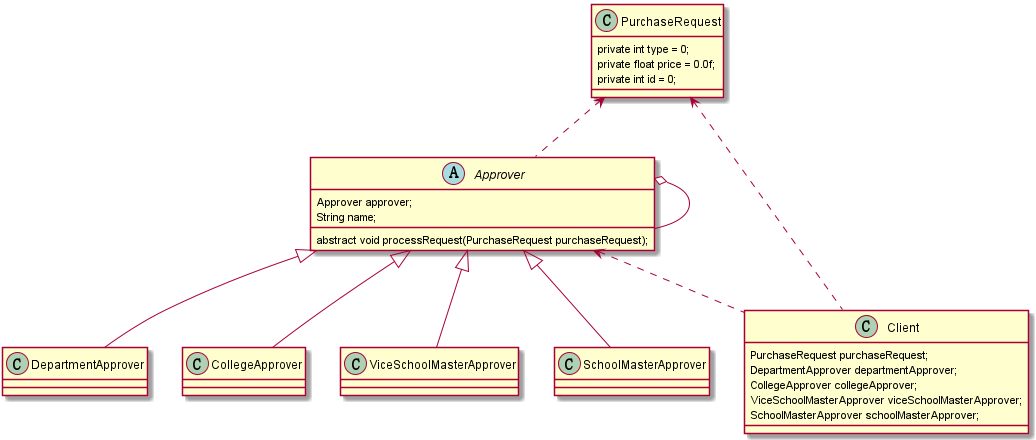 C PurchaseRequest
private int type = 0;
private float price = 0.0f;
private int id = 0;
A Approver
Approver approver;
String name;
abstract void processRequest(PurchaseRequest purchaseRequest);
C Client
PurchaseRequest purchaseRequest;
DepartmentApprover departmentApprover;
CollegeApprover collegeApprover;
ViceSchoolMasterApprover viceSchoolMasterApprover;
SchoolMasterApprover schoolMasterApprover;
C DepartmentApprover
C CollegeApprover
C ViceSchoolMasterApprover
C SchoolMasterApprover